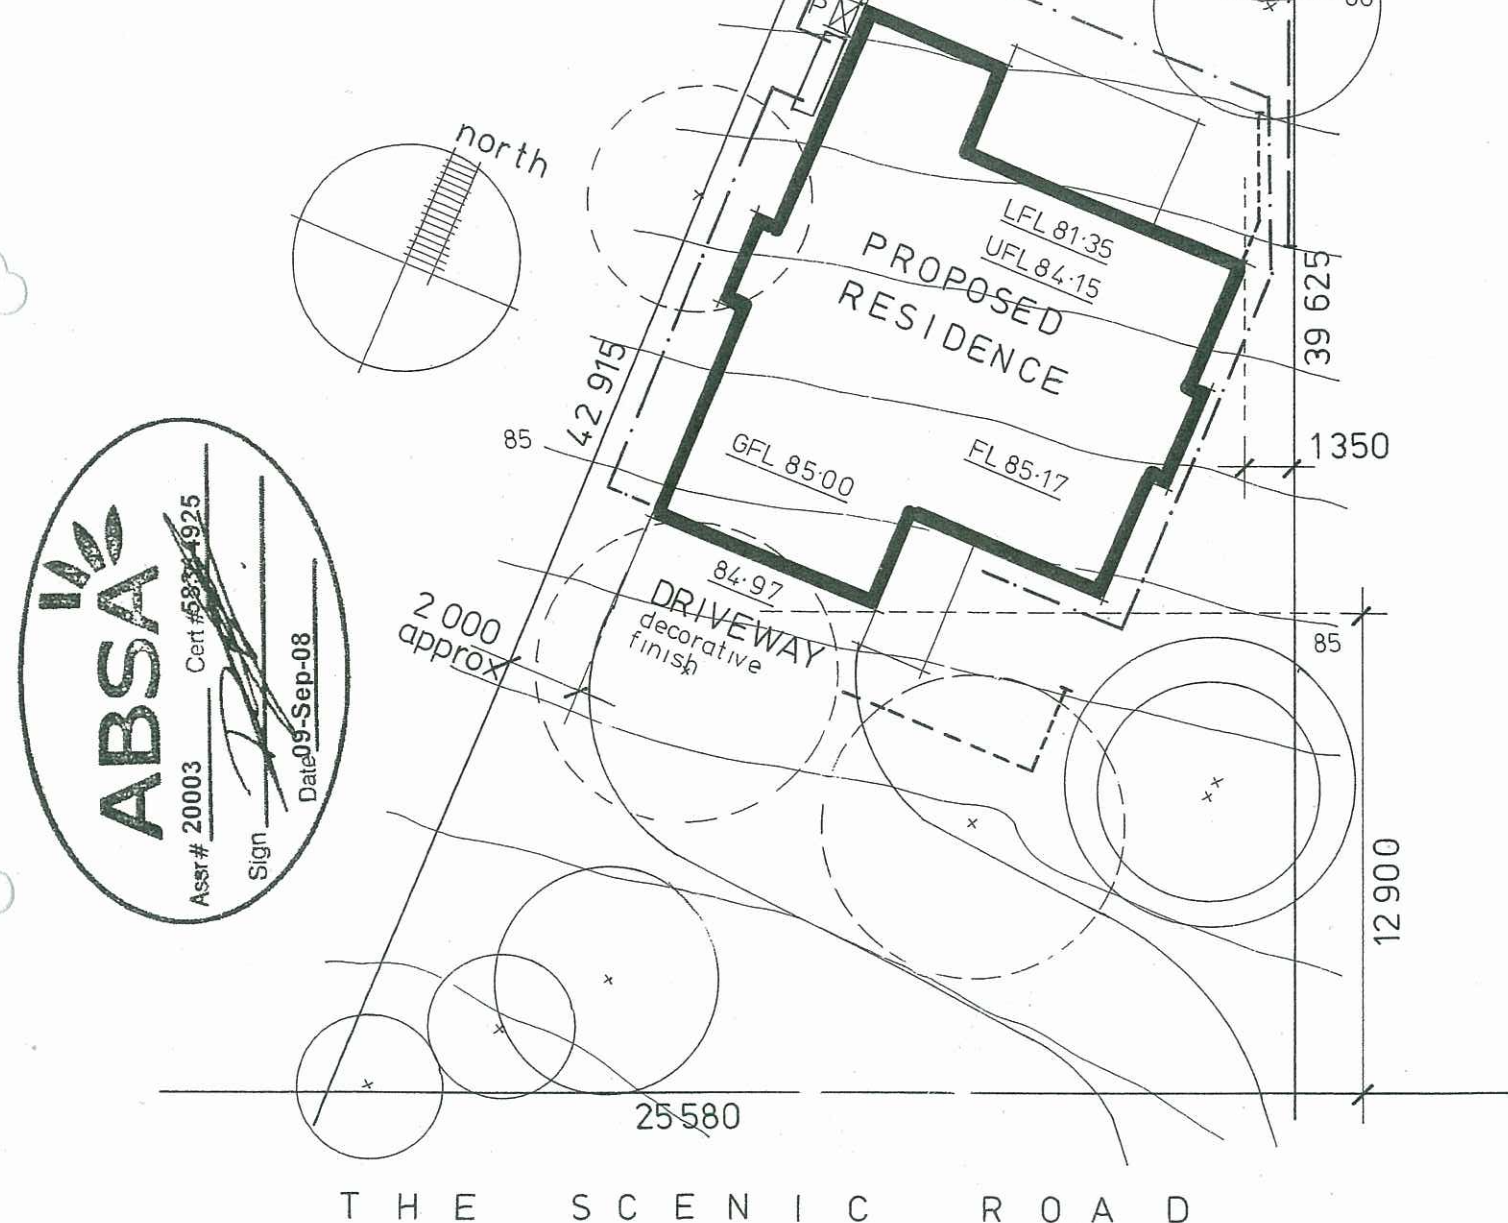 P
north
LFL 81·35
UFL 84·15
PROPOSED
RESIDENCE
39 625
42 915
85
1350
GFL 85·00
FL 85·17
84·97
DRIVEWAY
decorative
finish
2 000
approx
85
12 900
25 580
THE SCENIC ROAD
ABSA
Assr# 20003
Sign
Date 09-Sep-08